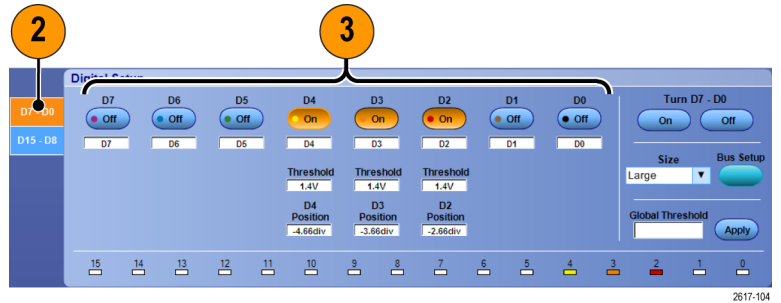 2 3
Digital Setup
D7 - D0
D15 - D8
D7 D6 D5 D4 D3 D2 D1 D0
Off Off Off On On On Off Off
D7 D6 D5 D4 D3 D2 D1 D0
Threshold Threshold Threshold
1.4V 1.4V 1.4V
D4 D3 D2
Position Position Position
-4.66div -3.66div -2.66div
Turn D7 - D0
On Off
Size Bus Setup
Large
Global Threshold
Apply
15 14 13 12 11 10 9 8 7 6 5 4 3 2 1 0
2617-104